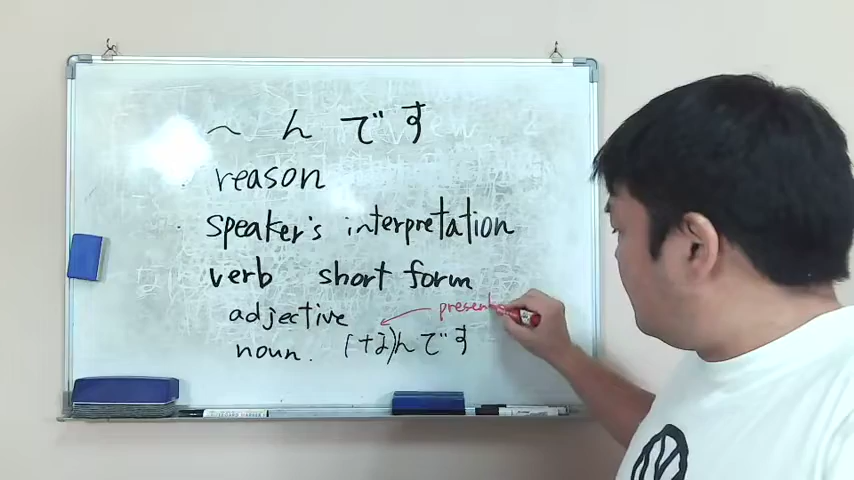 ～んです
reason
speaker's interpretation
verb short form
adjective
present
noun. (+な)んです